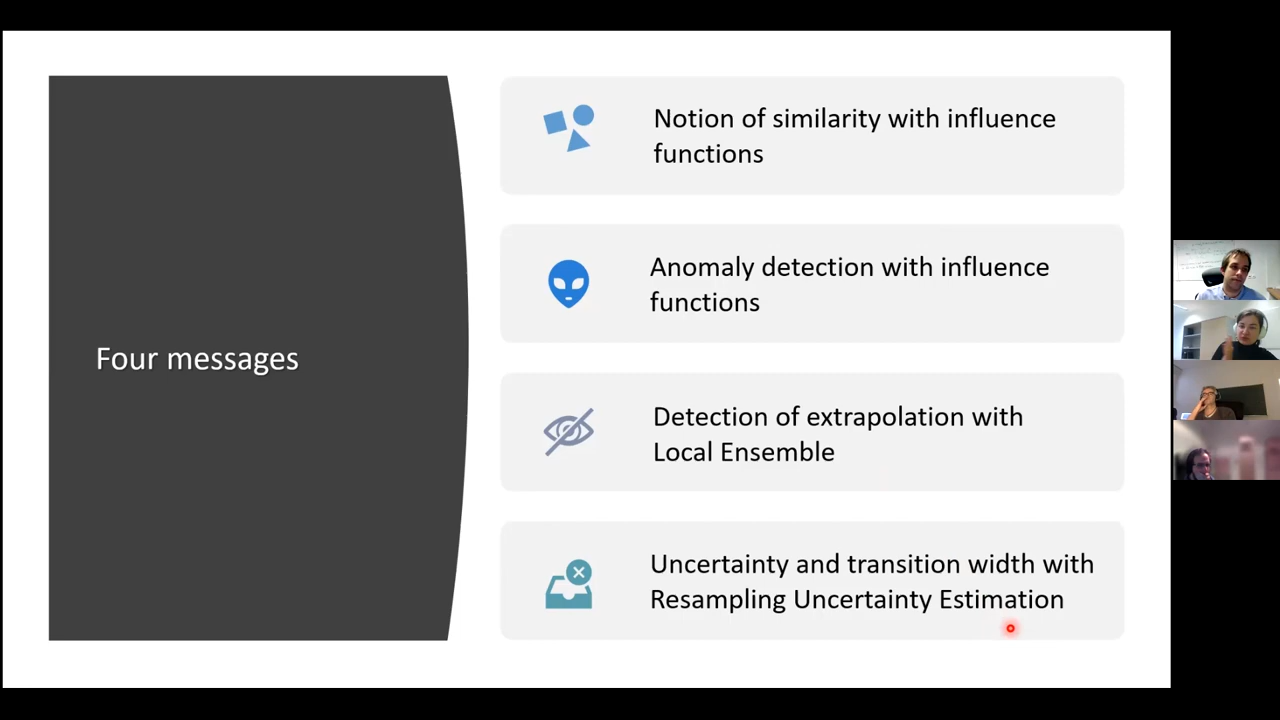 Four messages
Notion of similarity with influence
functions
Anomaly detection with influence
functions
Detection of extrapolation with
Local Ensemble
Uncertainty and transition width with
Resampling Uncertainty Estimation